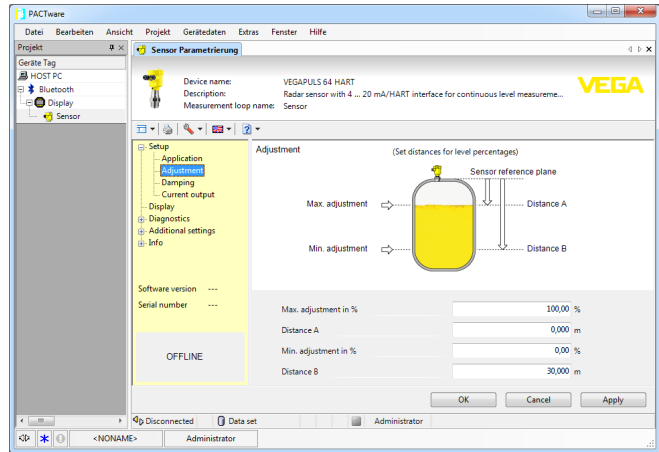 PACTware
Datei Bearbeiten Ansicht Projekt Gerätedaten Extras Fenster Hilfe
Projekt
Geräte Tag
HOST PC
Bluetooth
Display
Sensor
Sensor Parametrierung
Device name: VEGAPULS 64 HART
Description: Radar sensor with 4 ... 20 mA/HART interface for continuous level measureme...
Measurement loop name: Sensor
VEGA
Setup
Application
Adjustment
Damping
Current output
Display
Diagnostics
Additional settings
Info
Software version ---
Serial number ---
OFFLINE
Adjustment (Set distances for level percentages)
Sensor reference plane
Max. adjustment Distance A
Min. adjustment Distance B
Max. adjustment in % 100,00 %
Distance A 0,000 m
Min. adjustment in % 0,00 %
Distance B 30,000 m
OK Cancel Apply
Disconnected Data set Administrator
<NONAME> Administrator